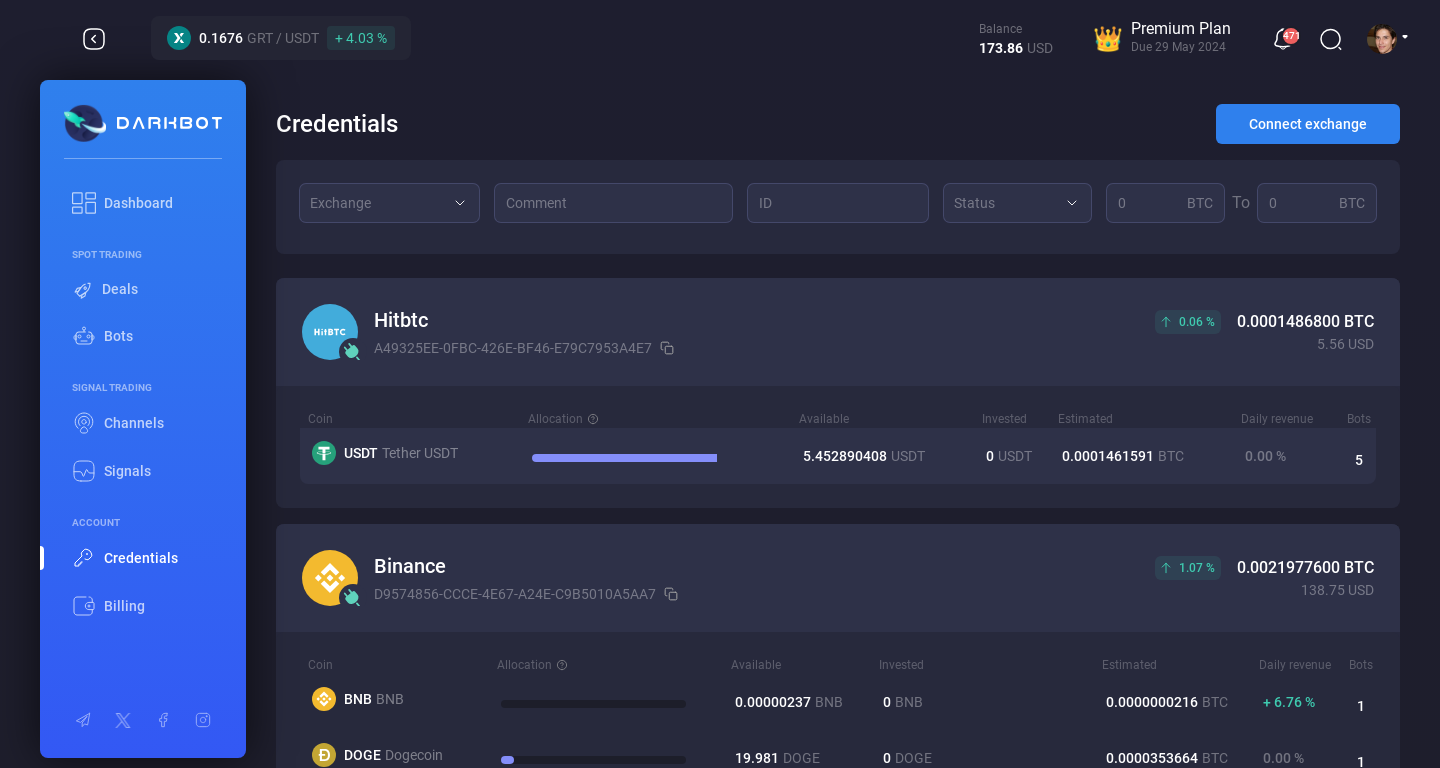 0.1676 GRT / USDT + 4.03 %
Balance
173.86 USD
Premium Plan
Due 29 May 2024
471
DARKBOT
Dashboard
SPOT TRADING
Deals
Bots
SIGNAL TRADING
Channels
Signals
ACCOUNT
Credentials
Billing
Credentials
Connect exchange
Exchange
Comment
ID
Status
0 BTC To 0 BTC
HitBTC
Hitbtc
A49325EE-0FBC-426E-BF46-E79C7953A4E7
0.06 % 0.0001486800 BTC
5.56 USD
Coin Allocation Available Invested Estimated Daily revenue Bots
USDT Tether USDT 5.452890408 USDT 0 USDT 0.0001461591 BTC 0.00 % 5
Binance
D9574856-CCCE-4E67-A24E-C9B5010A5AA7
1.07 % 0.0021977600 BTC
138.75 USD
Coin Allocation Available Invested Estimated Daily revenue Bots
BNB BNB 0.00000237 BNB 0 BNB 0.0000000216 BTC + 6.76 % 1
DOGE Dogecoin 19.981 DOGE 0 DOGE 0.0000353664 BTC 0.00 % 1